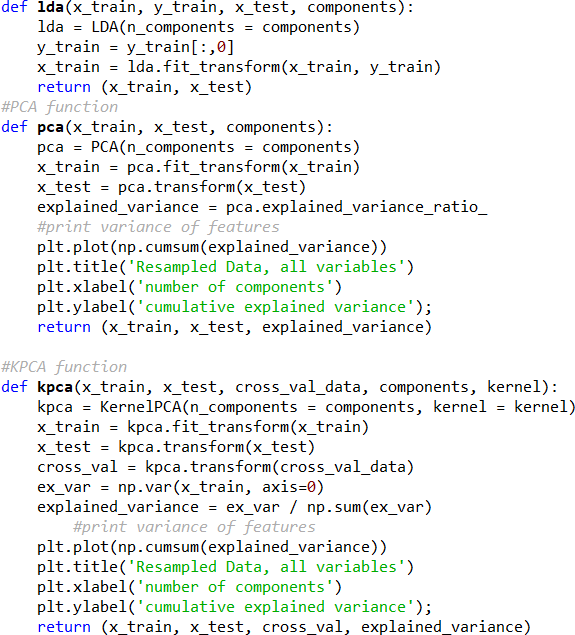 def lda(x_train, y_train, x_test, components):
    lda = LDA(n_components = components)
    y_train = y_train[:,0]
    x_train = lda.fit_transform(x_train, y_train)
    return (x_train, x_test)
#PCA function
def pca(x_train, x_test, components):
    pca = PCA(n_components = components)
    x_train = pca.fit_transform(x_train)
    x_test = pca.transform(x_test)
    explained_variance = pca.explained_variance_ratio_
    #print variance of features
    plt.plot(np.cumsum(explained_variance))
    plt.title('Resampled Data, all variables')
    plt.xlabel('number of components')
    plt.ylabel('cumulative explained variance');
    return (x_train, x_test, explained_variance)

#KPCA function
def kpca(x_train, x_test, cross_val_data, components, kernel):
    kpca = KernelPCA(n_components = components, kernel = kernel)
    x_train = kpca.fit_transform(x_train)
    x_test = kpca.transform(x_test)
    cross_val = kpca.transform(cross_val_data)
    ex_var = np.var(x_train, axis=0)
    explained_variance = ex_var / np.sum(ex_var)
        #print variance of features
    plt.plot(np.cumsum(explained_variance))
    plt.title('Resampled Data, all variables')
    plt.xlabel('number of components')
    plt.ylabel('cumulative explained variance');
    return (x_train, x_test, cross_val, explained_variance)